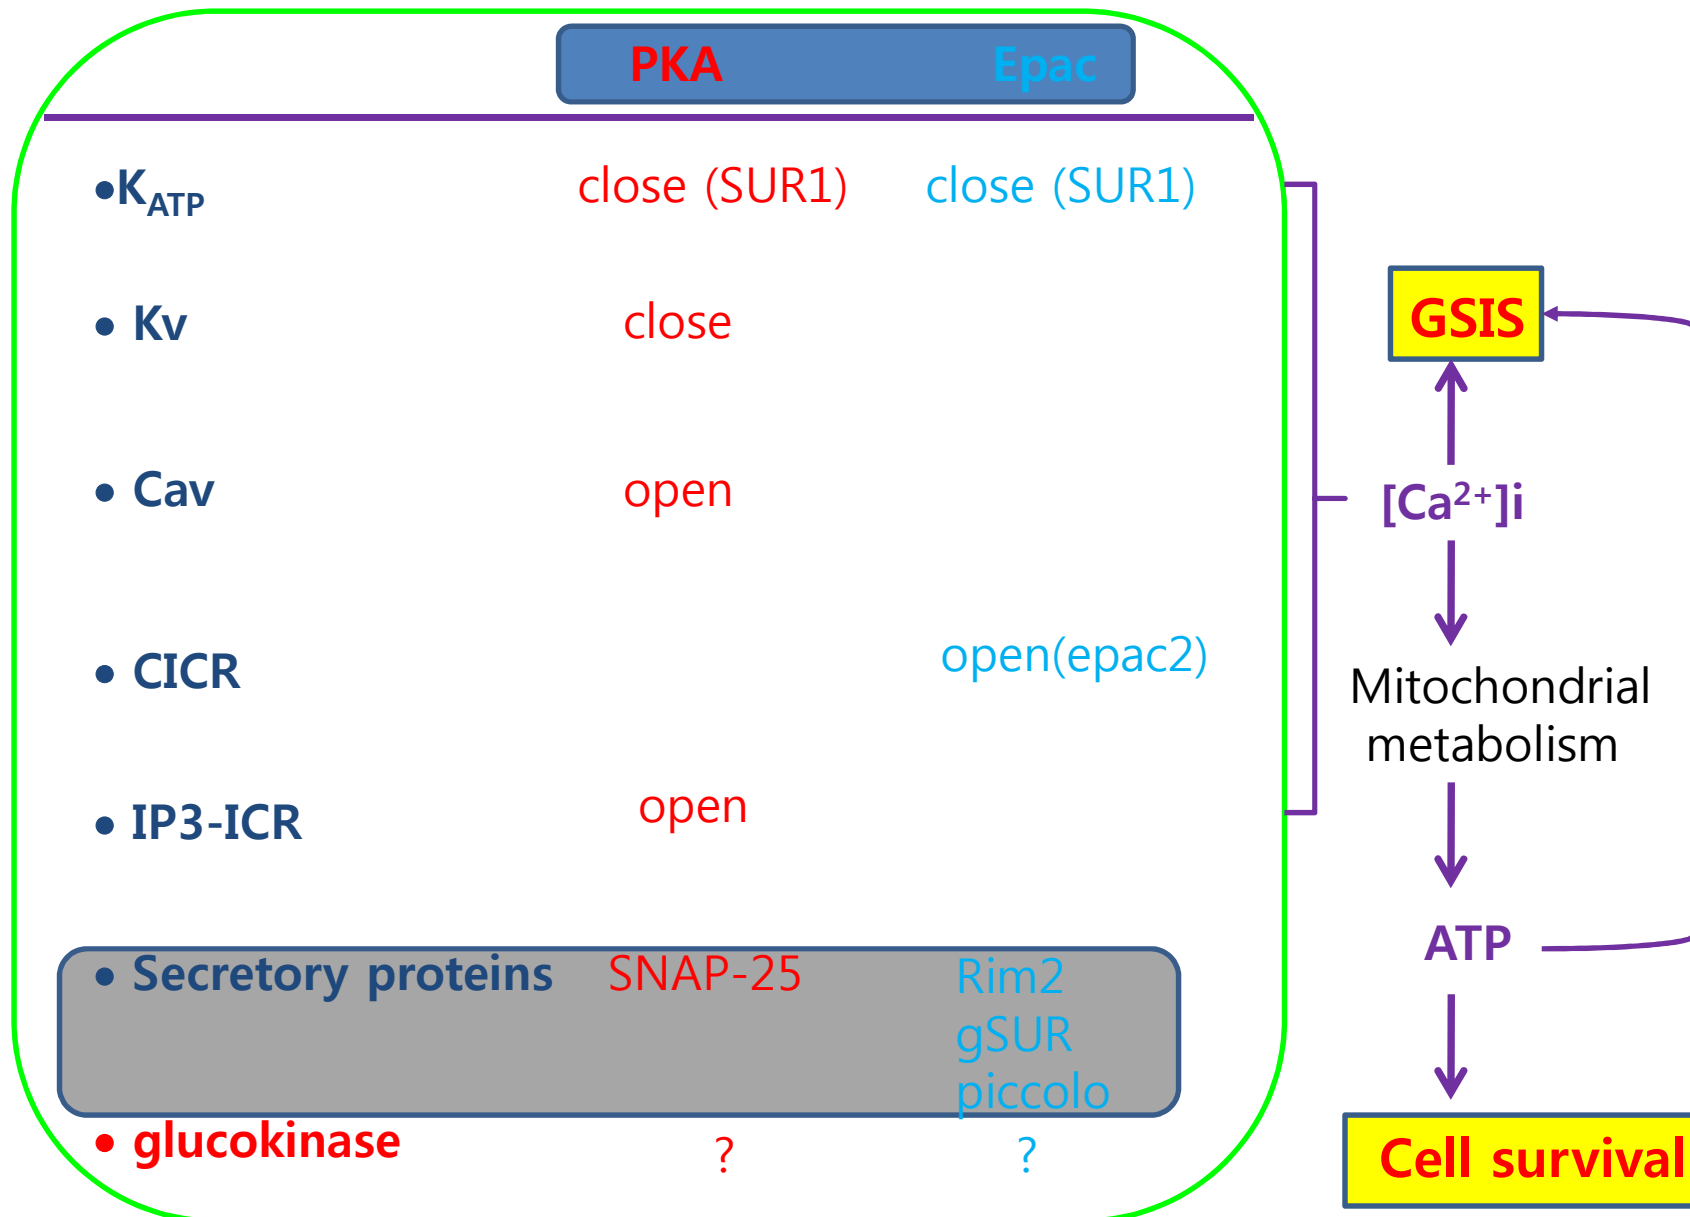 PKA Epac
•K_ATP close (SUR1) close (SUR1)
• Kv close
GSIS
• Cav open
[Ca²⁺]i
• CICR open(epac2)
Mitochondrial
metabolism
• IP3-ICR open
ATP
• Secretory proteins SNAP-25 Rim2
gSUR
piccolo
• glucokinase ? ?
Cell survival